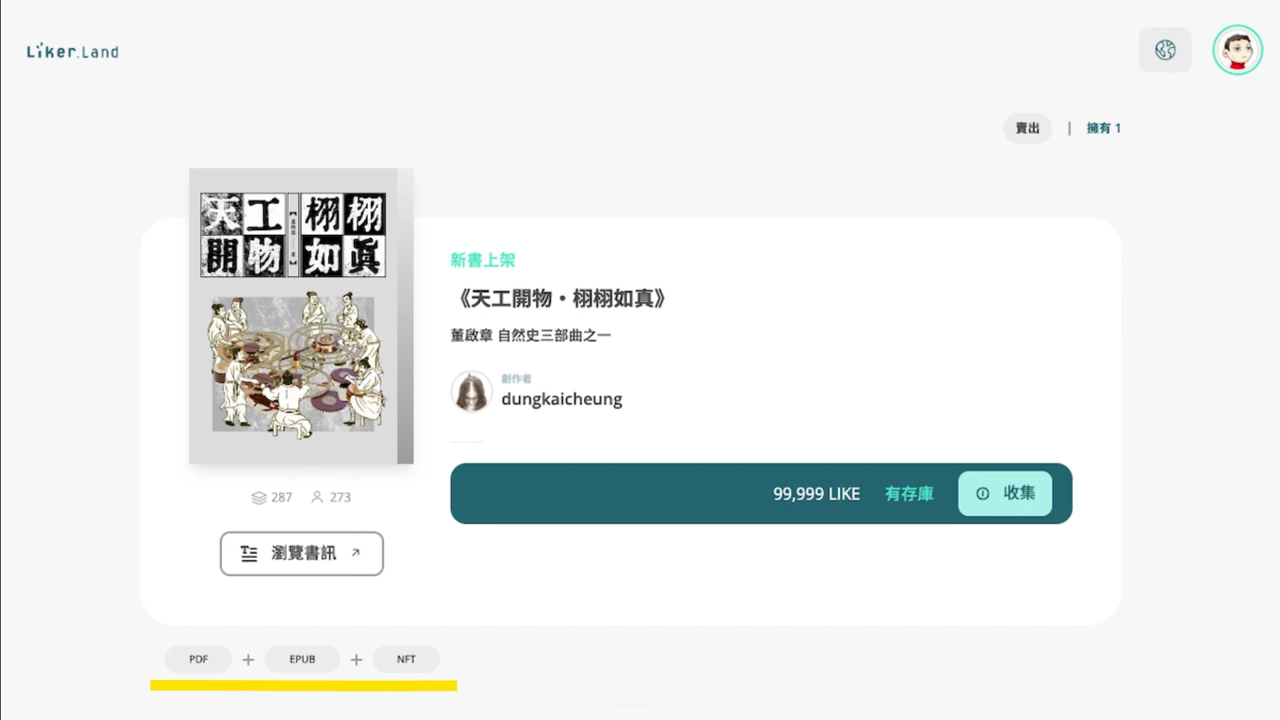 Liker.Land
賣出 | 擁有 1
天工 栩栩
開物 如真
新書上架
《天工開物・栩栩如真》
董啟章 自然史三部曲之一
創作者
dungkaicheung
99,999 LIKE 有存庫 收集
287 273
瀏覽書訊
PDF + EPUB + NFT